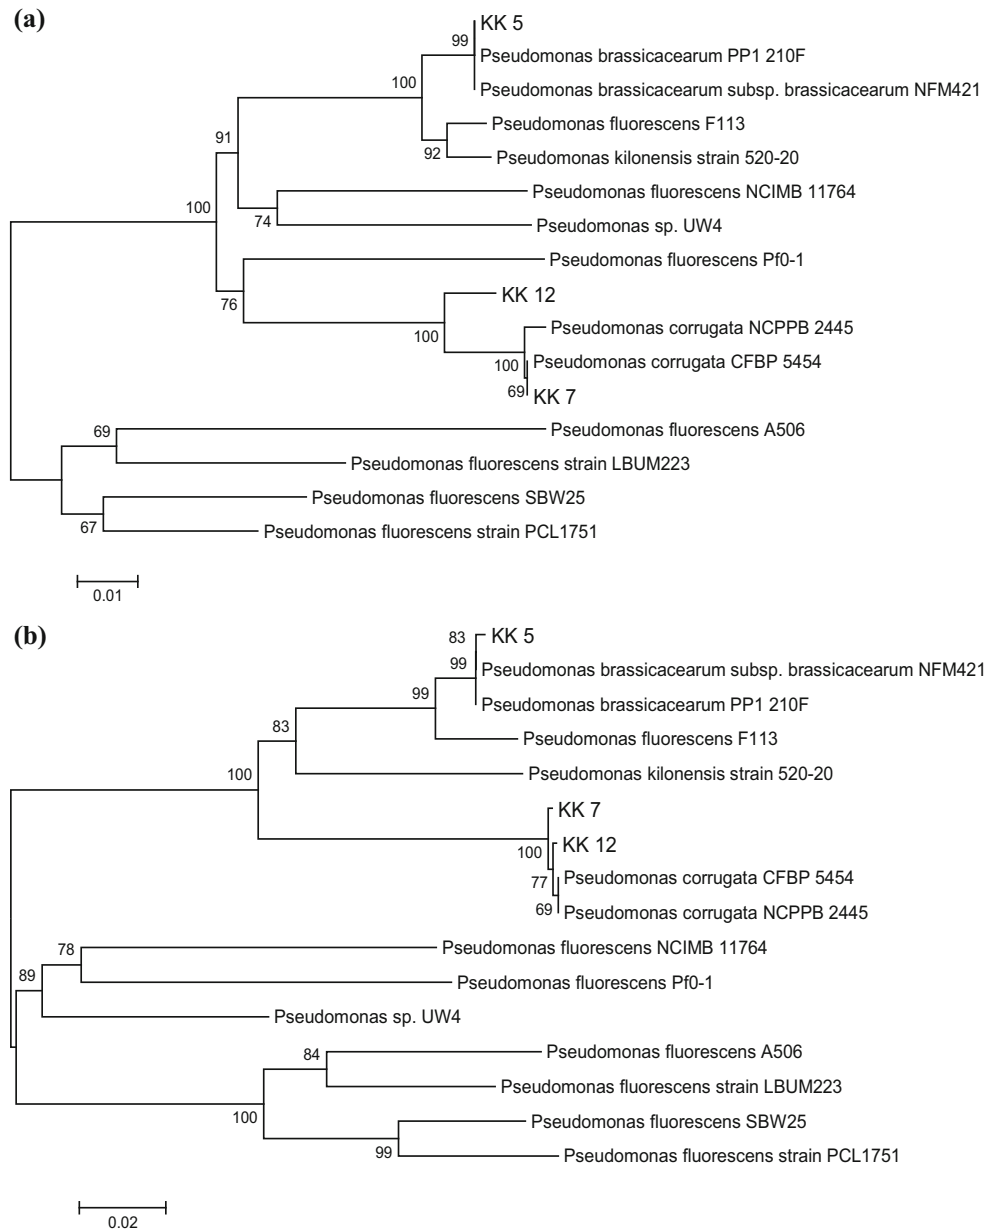 (a)
KK 5
99
Pseudomonas brassicacearum PP1 210F
100
Pseudomonas brassicacearum subsp. brassicacearum NFM421
Pseudomonas fluorescens F113
91
92
Pseudomonas kilonensis strain 520-20
Pseudomonas fluorescens NCIMB 11764
100
74
Pseudomonas sp. UW4
Pseudomonas fluorescens Pf0-1
76
KK 12
Pseudomonas corrugata NCPPB 2445
100
100
Pseudomonas corrugata CFBP 5454
69
KK 7
69
Pseudomonas fluorescens A506
Pseudomonas fluorescens strain LBUM223
Pseudomonas fluorescens SBW25
67
Pseudomonas fluorescens strain PCL1751
0.01
(b)
83
KK 5
99
Pseudomonas brassicacearum subsp. brassicacearum NFM421
99
Pseudomonas brassicacearum PP1 210F
83
Pseudomonas fluorescens F113
100
Pseudomonas kilonensis strain 520-20
KK 7
KK 12
100
77
Pseudomonas corrugata CFBP 5454
69
Pseudomonas corrugata NCPPB 2445
78
Pseudomonas fluorescens NCIMB 11764
89
Pseudomonas fluorescens Pf0-1
Pseudomonas sp. UW4
84
Pseudomonas fluorescens A506
Pseudomonas fluorescens strain LBUM223
100
Pseudomonas fluorescens SBW25
99
Pseudomonas fluorescens strain PCL1751
0.02